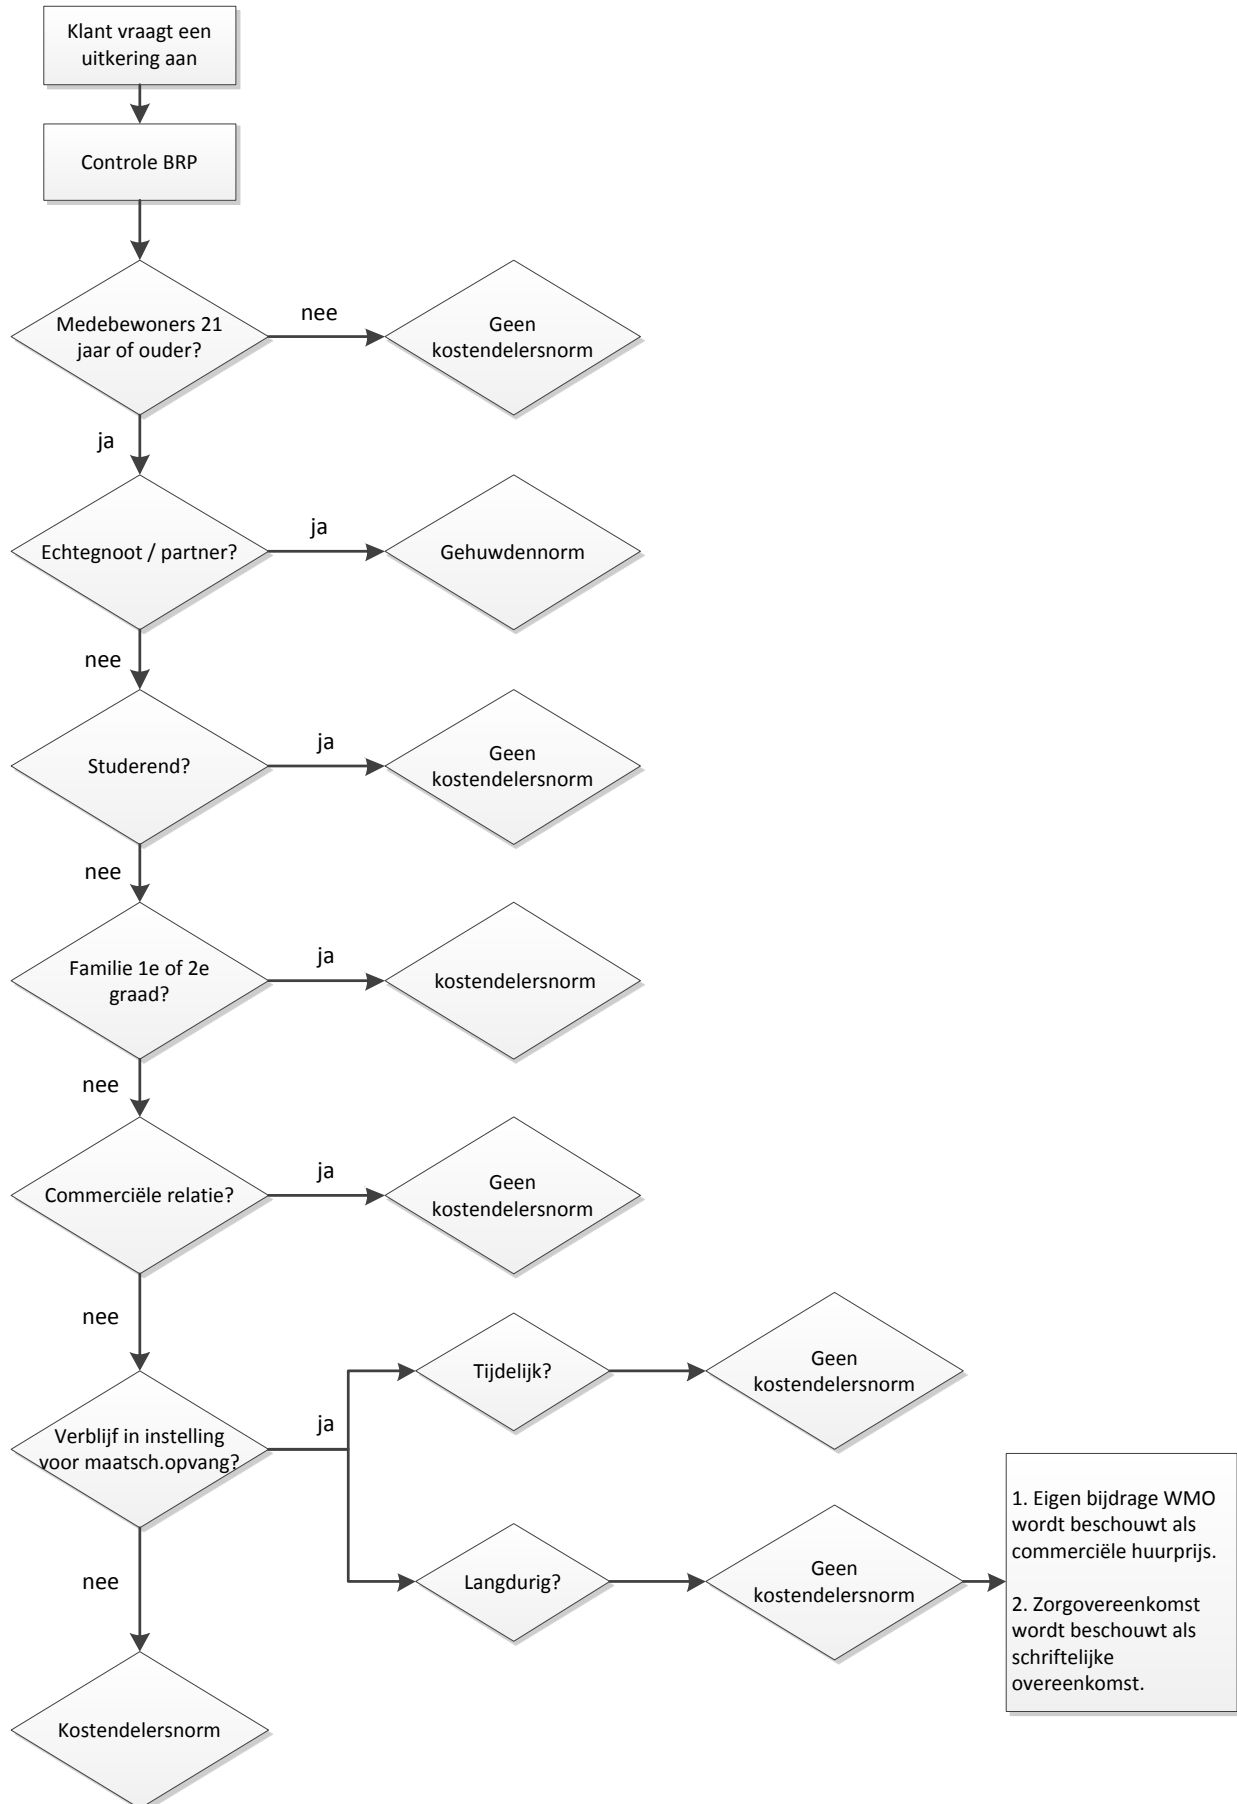 Klant vraagt een
uitkering aan
Controle BRP
Medebewoners 21
jaar of ouder?
nee
Geen
kostendelersnorm
ja
Echtegnoot / partner?
ja
Gehuwdennorm
nee
Studerend?
ja
Geen
kostendelersnorm
nee
Familie 1e of 2e
graad?
ja
kostendelersnorm
nee
Commerciële relatie?
ja
Geen
kostendelersnorm
nee
Verblijf in instelling
voor maatsch.opvang?
ja
Tijdelijk?
Geen
kostendelersnorm
Langdurig?
Geen
kostendelersnorm
1. Eigen bijdrage WMO
wordt beschouwt als
commerciële huurprijs.
2. Zorgovereenkomst
wordt beschouwt als
schriftelijke
overeenkomst.
nee
Kostendelersnorm